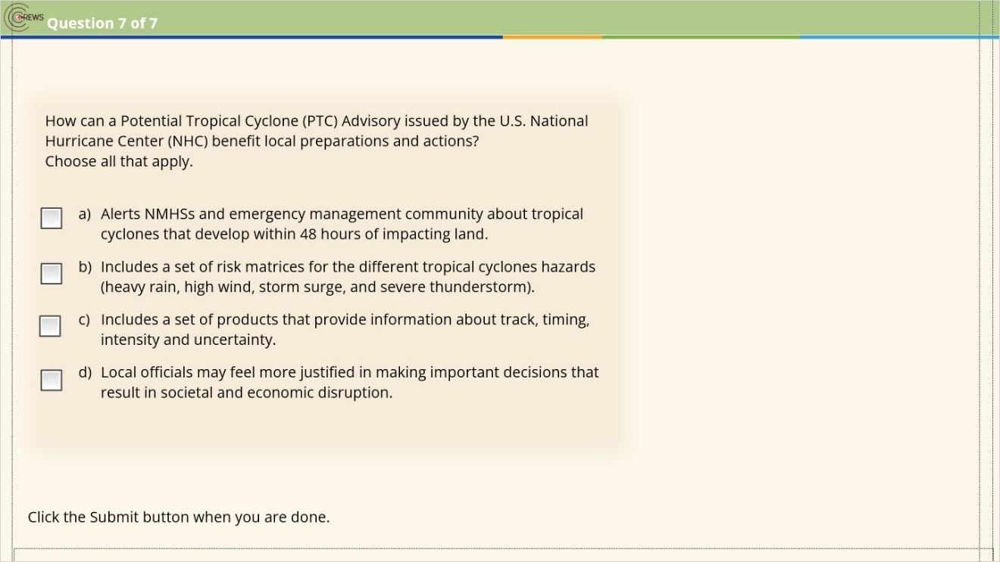 CREWS
Question 7 of 7
How can a Potential Tropical Cyclone (PTC) Advisory issued by the U.S. National
Hurricane Center (NHC) benefit local preparations and actions?
Choose all that apply.
a) Alerts NMHSs and emergency management community about tropical
cyclones that develop within 48 hours of impacting land.
b) Includes a set of risk matrices for the different tropical cyclones hazards
(heavy rain, high wind, storm surge, and severe thunderstorm).
c) Includes a set of products that provide information about track, timing,
intensity and uncertainty.
d) Local officials may feel more justified in making important decisions that
result in societal and economic disruption.
Click the Submit button when you are done.